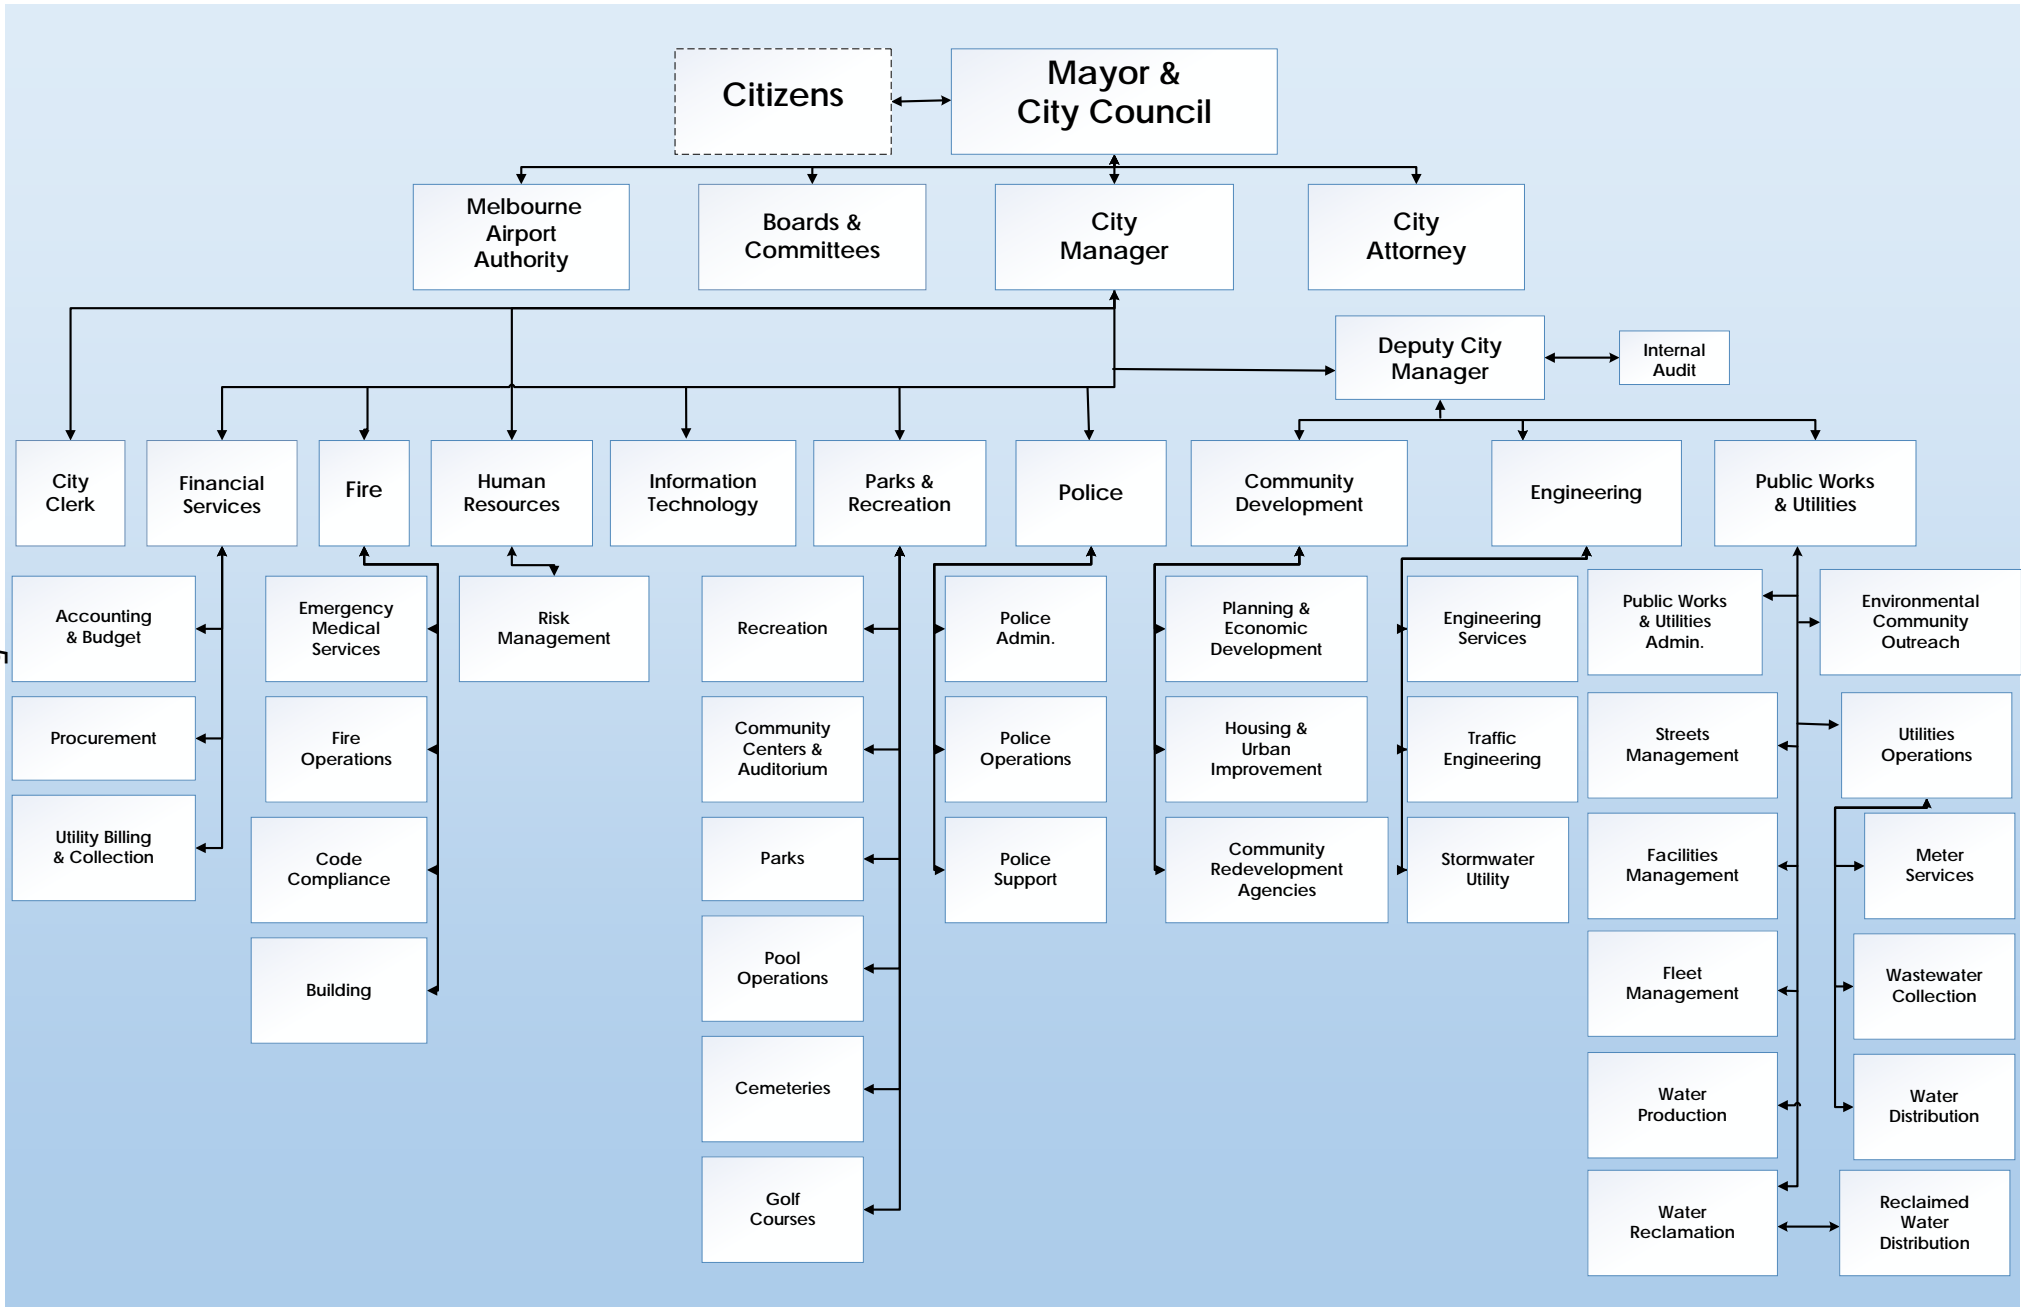 Citizens
Mayor &
City Council
Melbourne
Airport
Authority
Boards &
Committees
City
Manager
City
Attorney
Deputy City
Manager
Internal
Audit
City
Clerk
Financial
Services
Fire
Human
Resources
Information
Technology
Parks &
Recreation
Police
Community
Development
Engineering
Public Works
& Utilities
Accounting
& Budget
Procurement
Utility Billing
& Collection
Emergency
Medical
Services
Fire
Operations
Code
Compliance
Building
Risk
Management
Recreation
Community
Centers &
Auditorium
Parks
Pool
Operations
Cemeteries
Golf
Courses
Police
Admin.
Police
Operations
Police
Support
Planning &
Economic
Development
Housing &
Urban
Improvement
Community
Redevelopment
Agencies
Engineering
Services
Traffic
Engineering
Stormwater
Utility
Public Works
& Utilities
Admin.
Streets
Management
Facilities
Management
Fleet
Management
Water
Production
Water
Reclamation
Environmental
Community
Outreach
Utilities
Operations
Meter
Services
Wastewater
Collection
Water
Distribution
Reclaimed
Water
Distribution